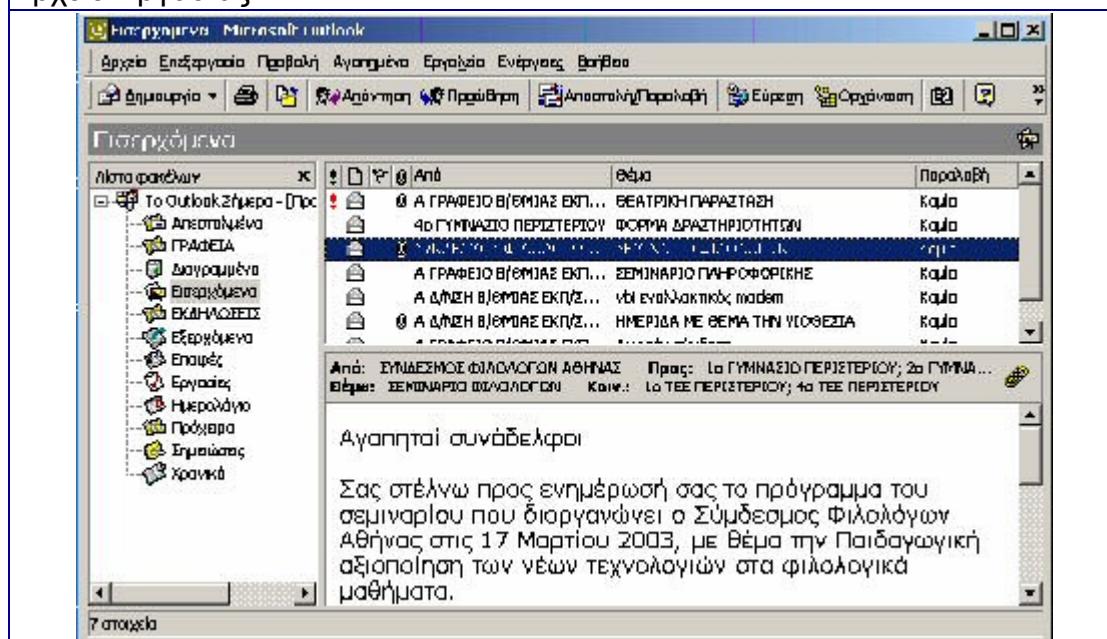 Εισερχόμενα - Microsoft Outlook
Αρχείο Επεξεργασία Προβολή Αγαπημένα Εργαλεία Ενέργειες Βοήθεια
Δημιουργία Απάντηση Προώθηση Αποστολή/Παραλαβή Εύρεση Οργάνωση
Εισερχόμενα
Λίστα φακέλων x
Από Θέμα Παραλαβή
Το Outlook Σήμερα - [Προ
Απεσταλμένα
ΓΡΑΦΕΙΑ
Διαγραμμένα
Εισερχόμενα
ΕΚΔΗΛΩΣΕΙΣ
Εξερχόμενα
Επαφές
Εργασίες
Ημερολόγιο
Πρόχειρα
Σημειώσεις
Χρονικά
Α ΓΡΑΦΕΙΟ Β/ΘΜΙΑΣ ΕΚΠ... ΘΕΑΤΡΙΚΗ ΠΑΡΑΣΤΑΣΗ Καμία
4ο ΓΥΜΝΑΣΙΟ ΠΕΡΙΣΤΕΡΙΟΥ ΦΟΡΜΑ ΔΡΑΣΤΗΡΙΟΤΗΤΩΝ Καμία
Α ΓΡΑΦΕΙΟ Β/ΘΜΙΑΣ ΕΚΠ... ΣΕΜΙΝΑΡΙΟ ΠΛΗΡΟΦΟΡΙΚΗΣ Καμία
Α Δ/ΝΣΗ Β/ΘΜΙΑΣ ΕΚΠ/Σ... εναλλακτικός modem Καμία
Α Δ/ΝΣΗ Β/ΘΜΙΑΣ ΕΚΠ/Σ... ΗΜΕΡΙΔΑ ΜΕ ΘΕΜΑ ΤΗΝ ΥΙΟΘΕΣΙΑ Καμία
Από: ΣΥΝΔΕΣΜΟΣ ΦΙΛΟΛΟΓΩΝ ΑΘΗΝΑΣ Προς: 1ο ΓΥΜΝΑΣΙΟ ΠΕΡΙΣΤΕΡΙΟΥ; 2ο ΓΥΜΝΑ...
Θέμα: ΣΕΜΙΝΑΡΙΟ ΦΙΛΟΛΟΓΩΝ Κοιν.: 1ο ΤΕΕ ΠΕΡΙΣΤΕΡΙΟΥ; 4ο ΤΕΕ ΠΕΡΙΣΤΕΡΙΟΥ
Αγαπητοί συνάδελφοι
Σας στέλνω προς ενημέρωσή σας το πρόγραμμα του
σεμιναρίου που διοργανώνει ο Σύμδεσμος Φιλολόγων
Αθήνας στις 17 Μαρτίου 2003, με θέμα την Παιδαγωγική
αξιοποίηση των νέων τεχνολογιών στα φιλολογικά
μαθήματα.
7 στοιχεία